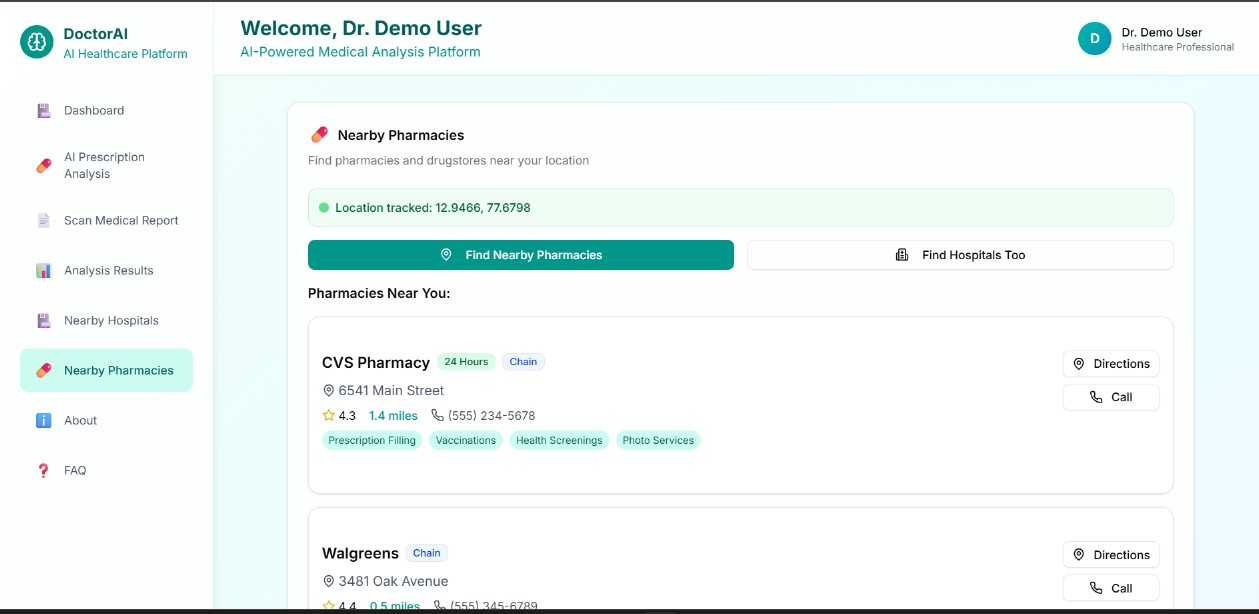 DoctorAI
AI Healthcare Platform
Dashboard
AI Prescription
Analysis
Scan Medical Report
Analysis Results
Nearby Hospitals
Nearby Pharmacies
About
FAQ
Welcome, Dr. Demo User
AI-Powered Medical Analysis Platform
D
Dr. Demo User
Healthcare Professional
Nearby Pharmacies
Find pharmacies and drugstores near your location
Location tracked: 12.9466, 77.6798
Find Nearby Pharmacies
Find Hospitals Too
Pharmacies Near You:
CVS Pharmacy 24 Hours Chain
6541 Main Street
4.3 1.4 miles (555) 234-5678
Prescription Filling Vaccinations Health Screenings Photo Services
Directions
Call
Walgreens Chain
3481 Oak Avenue
4.4 0.5 miles (555) 345-6789
Directions
Call